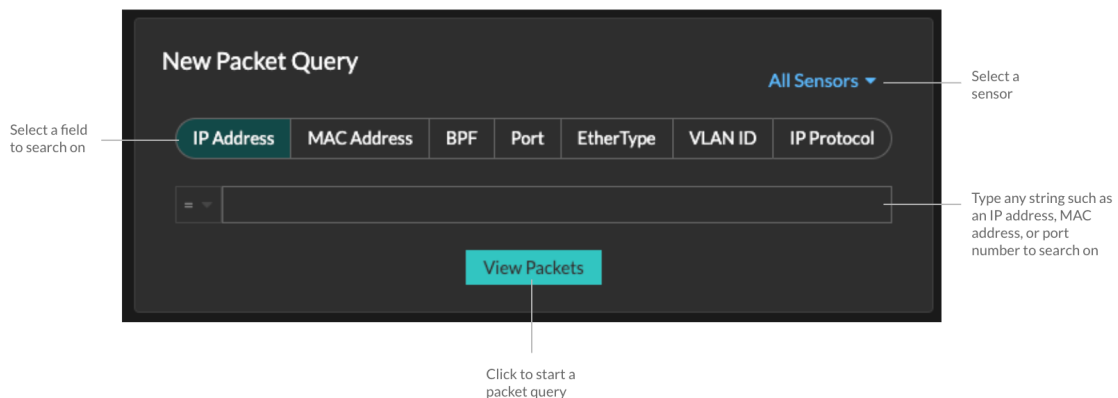 New Packet Query
All Sensors
Select a
sensor
Select a field
to search on
IP Address MAC Address BPF Port EtherType VLAN ID IP Protocol
=
Type any string such as
an IP address, MAC
address, or port
number to search on
View Packets
Click to start a
packet query